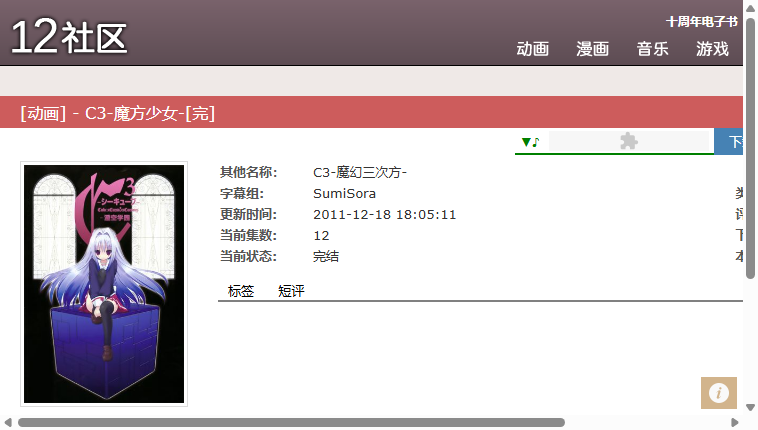 12社区
十周年电子书
动画 漫画 音乐 游戏
[动画] - C3-魔方少女-[完]
▼♪
其他名称: C3-魔幻三次方-
字幕组: SumiSora
更新时间: 2011-12-18 18:05:11
当前集数: 12
当前状态: 完结
标签 短评
3
-シーキューブ-